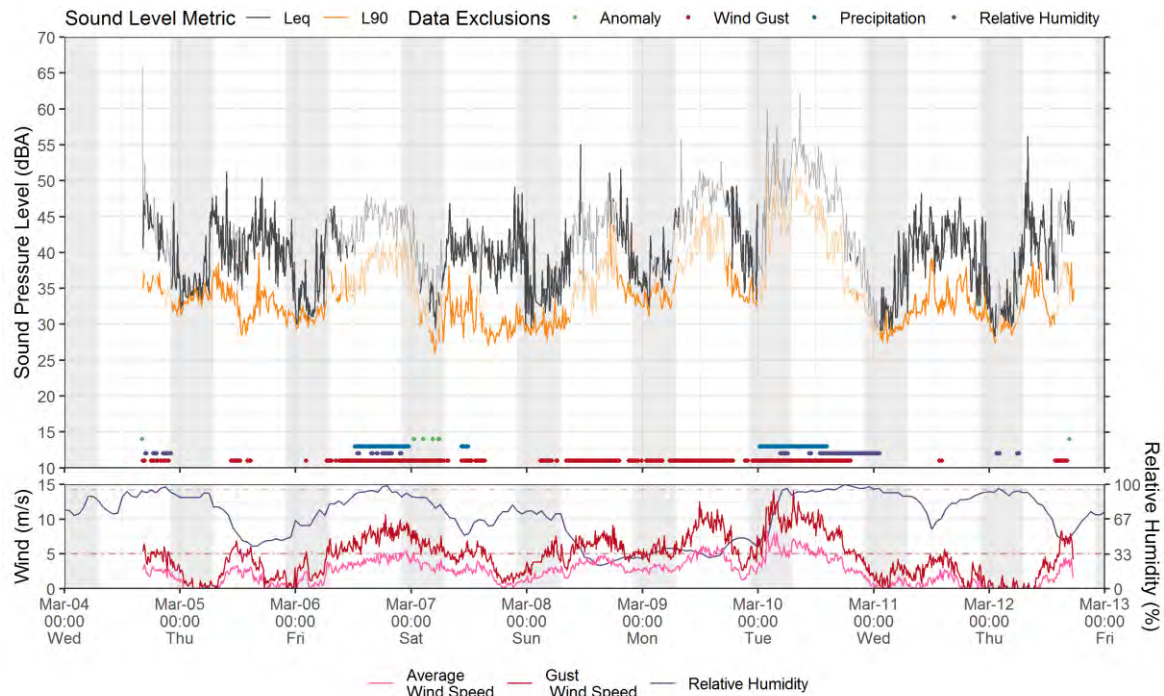 Sound Level Metric Leq L90 Data Exclusions Anomaly Wind Gust Precipitation Relative Humidity
Sound Pressure Level (dBA)
70
65
60
55
50
45
40
35
30
25
20
15
10
Wind (m/s)
15
10
5
0
Relative Humidity (%)
100
67
33
0
Mar-04 Mar-05 Mar-06 Mar-07 Mar-08 Mar-09 Mar-10 Mar-11 Mar-12 Mar-13
00:00 00:00 00:00 00:00 00:00 00:00 00:00 00:00 00:00 00:00
Wed Thu Fri Sat Sun Mon Tue Wed Thu Fri
Average Gust Relative Humidity
Wind Speed Wind Speed